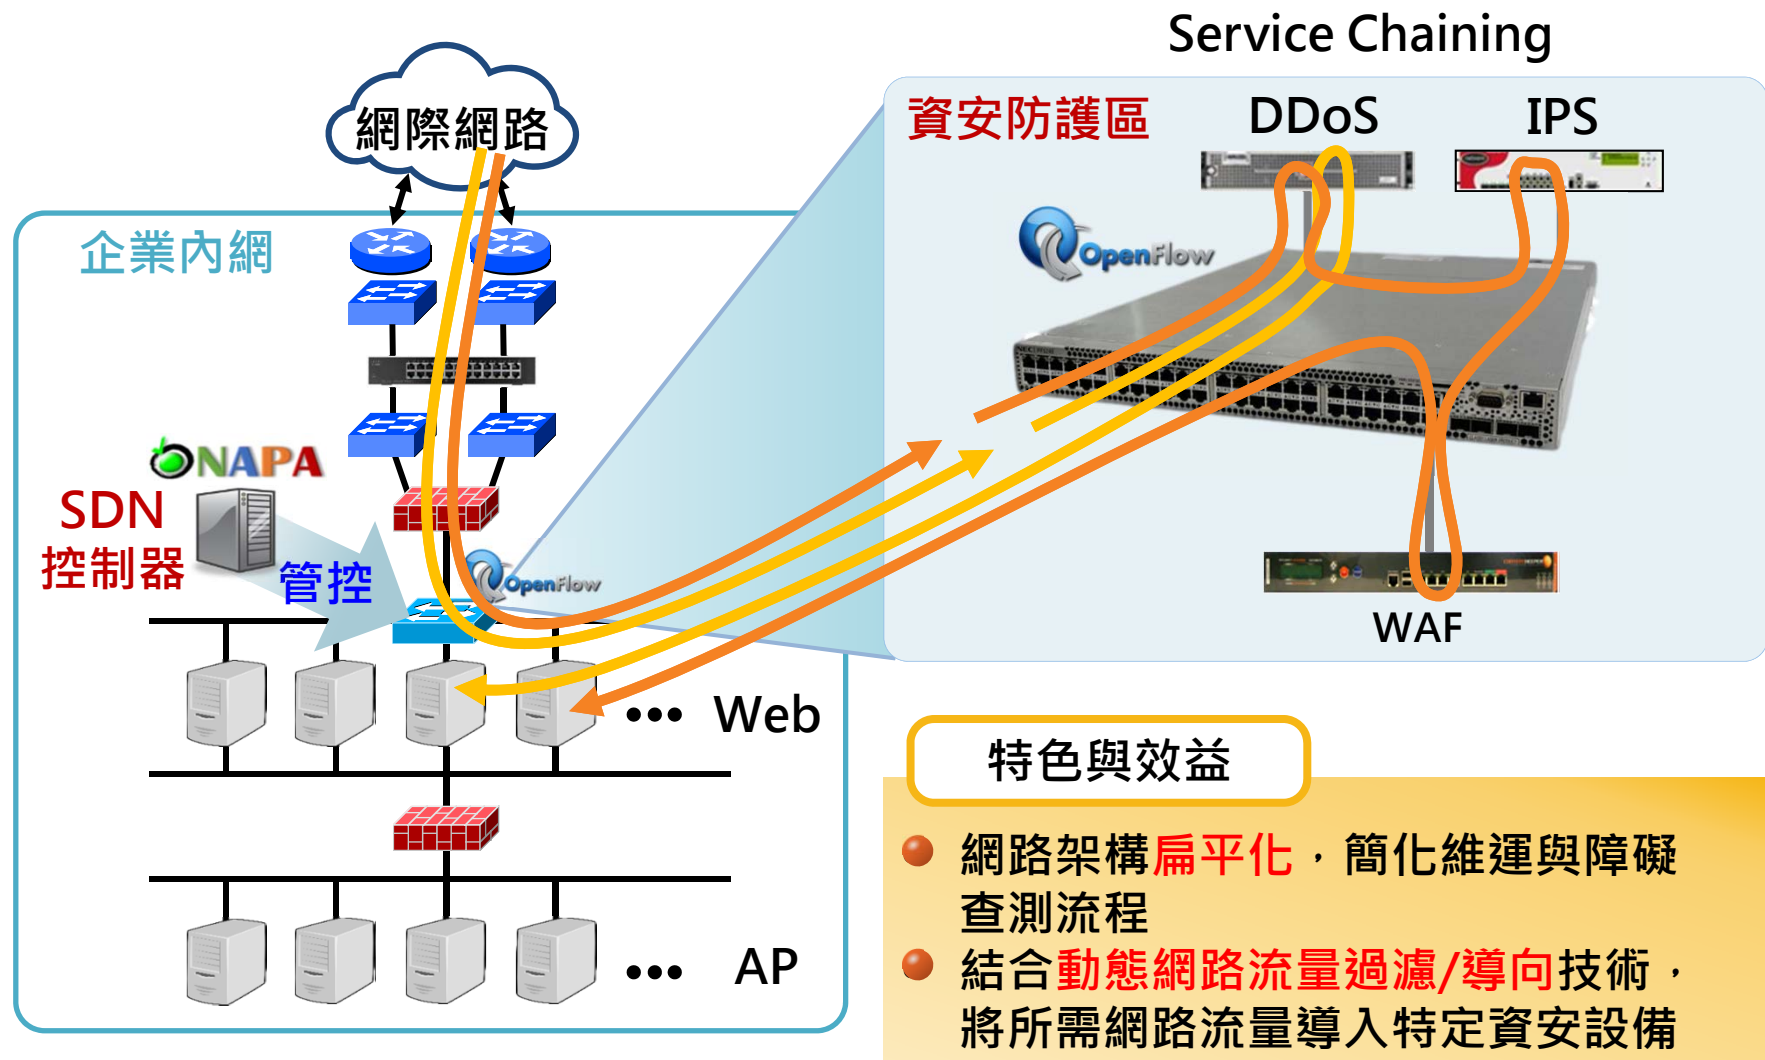 Service Chaining
網際網路
資安防護區
DDoS
IPS
OpenFlow
企業內網
ONAPA
SDN
控制器
管控
OpenFlow
WAF
••• Web
••• AP
特色與效益
網路架構扁平化，簡化維運與障礙
查測流程
結合動態網路流量過濾/導向技術，
將所需網路流量導入特定資安設備